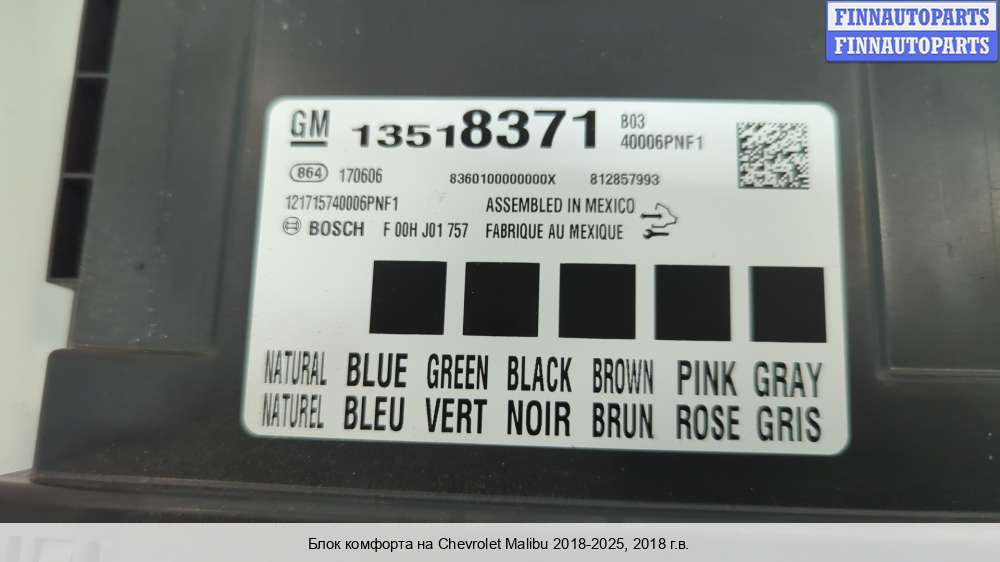 FINNAUTOPARTS
FINNAUTOPARTS
GM 13518371 B03
40006PNF1
864 170606 8360100000000X 812857993
121715740006PNF1 ASSEMBLED IN MEXICO
BOSCH F 00H J01 757 FABRIQUE AU MEXIQUE
NATURAL BLUE GREEN BLACK BROWN PINK GRAY
NATUREL BLEU VERT NOIR BRUN ROSE GRIS
Блок комфорта на Chevrolet Malibu 2018-2025, 2018 г.в.